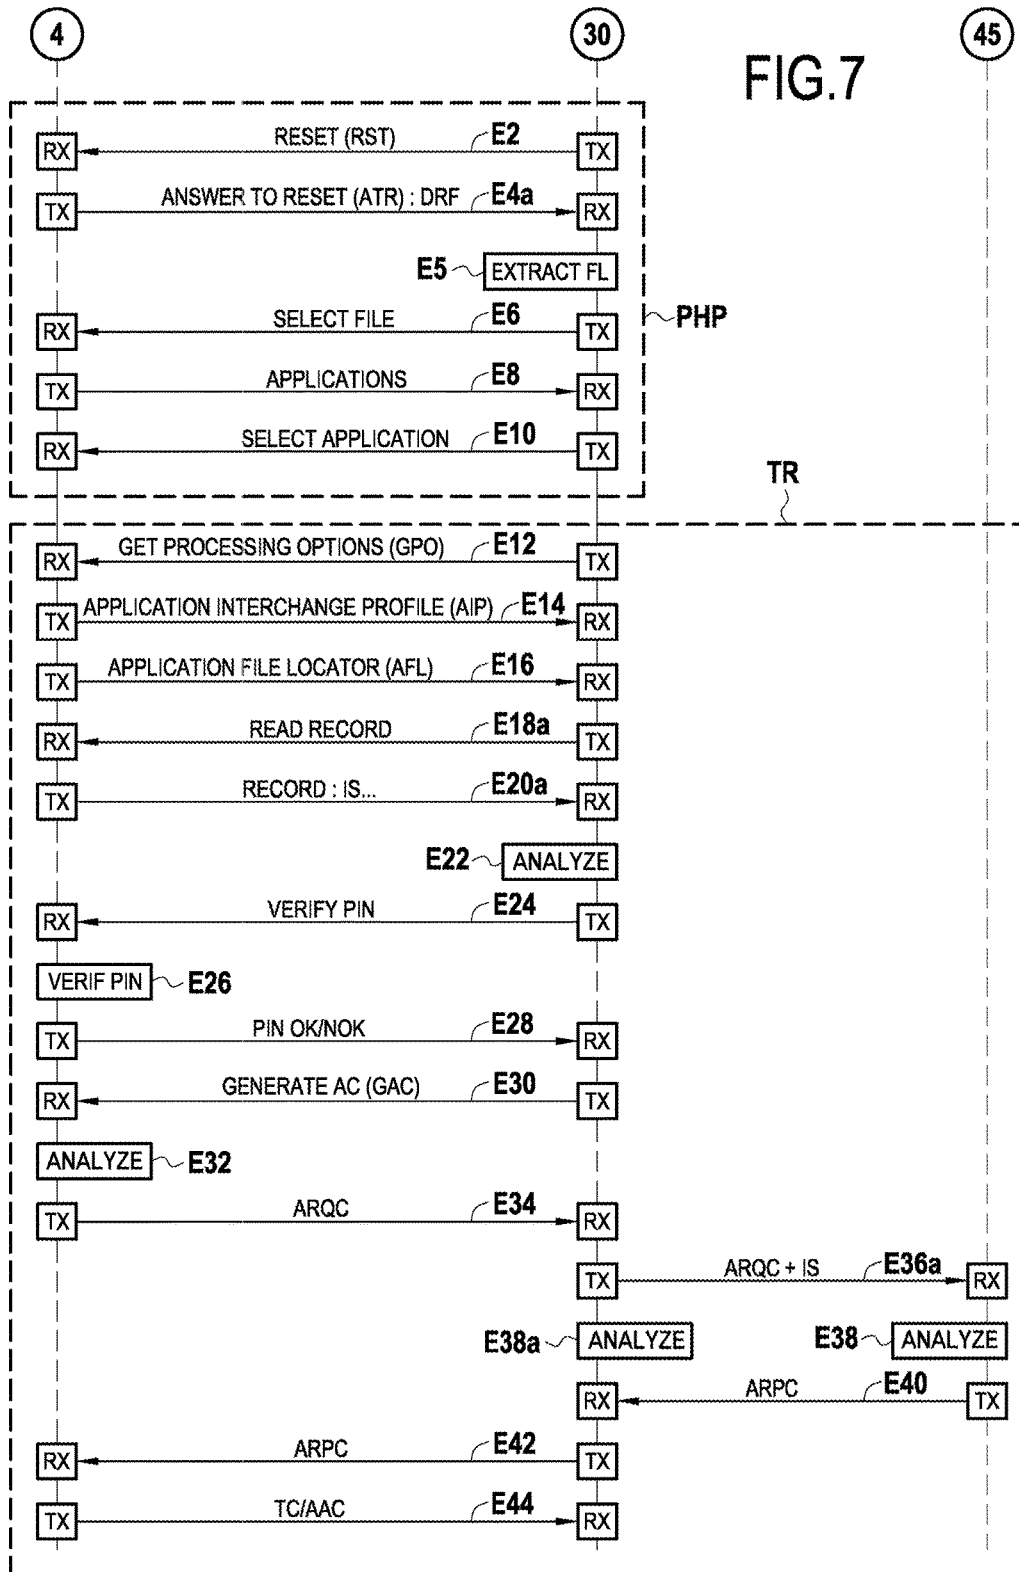 4 30 45
FIG.7
RX RESET (RST) E2 TX
TX ANSWER TO RESET (ATR) : DRF E4a RX
E5 EXTRACT FL
RX SELECT FILE E6 TX
PHP
TX APPLICATIONS E8 RX
RX SELECT APPLICATION E10 TX
TR
RX GET PROCESSING OPTIONS (GPO) E12 TX
TX APPLICATION INTERCHANGE PROFILE (AIP) E14 RX
TX APPLICATION FILE LOCATOR (AFL) E16 RX
RX READ RECORD E18a TX
TX RECORD : IS... E20a RX
E22 ANALYZE
RX VERIFY PIN E24 TX
VERIF PIN E26
TX PIN OK/NOK E28 RX
RX GENERATE AC (GAC) E30 TX
ANALYZE E32
TX ARQC E34 RX
TX ARQC + IS E36a RX
E38a ANALYZE E38 ANALYZE
RX ARPC E40 TX
RX ARPC E42 TX
TX TC/AAC E44 RX